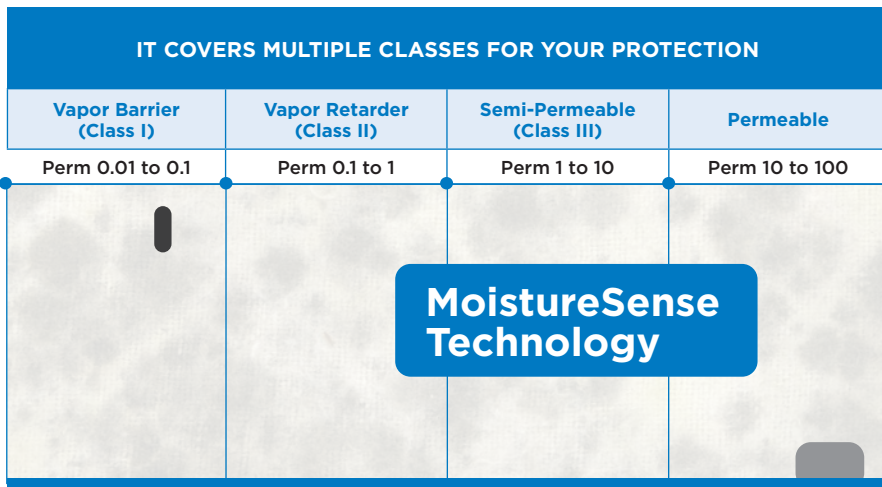 IT COVERS MULTIPLE CLASSES FOR YOUR PROTECTION
Vapor Barrier
(Class I)
Vapor Retarder
(Class II)
Semi-Permeable
(Class III)
Permeable
Perm 0.01 to 0.1
Perm 0.1 to 1
Perm 1 to 10
Perm 10 to 100
MoistureSense
Technology